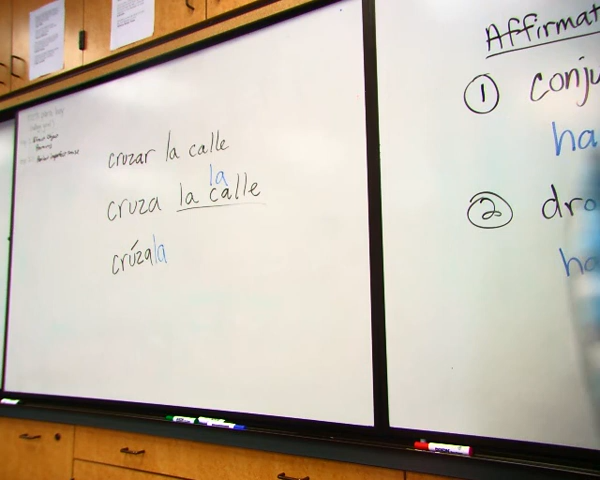 cruzar la calle
la
cruza la calle
crúzala
Affirmat
1 conju
ha
2 dro
ha